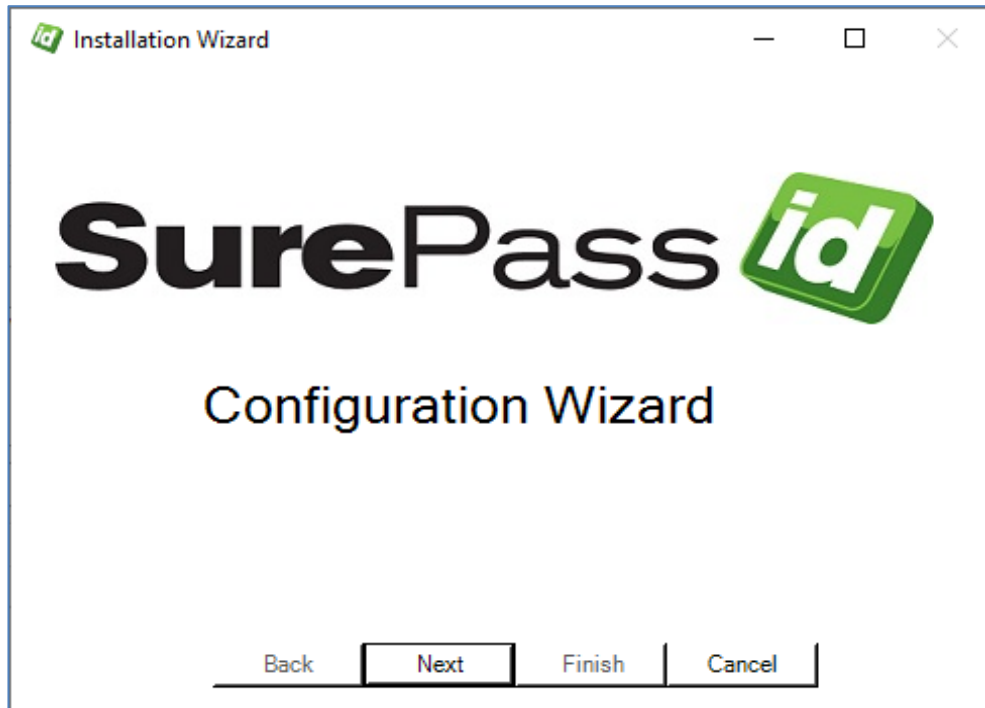 Installation Wizard
SurePass id
Configuration Wizard
Back Next Finish Cancel